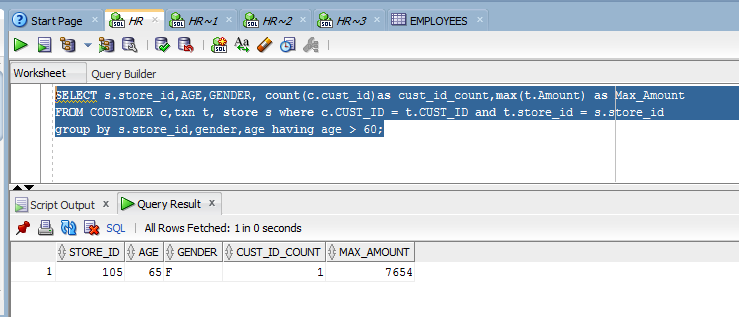 Start Page HR HR~1 HR~2 HR~3 EMPLOYEES
Worksheet Query Builder
SELECT s.store_id,AGE,GENDER, count(c.cust_id)as cust_id_count,max(t.Amount) as Max_Amount
FROM COUSTOMER c,txn t, store s where c.CUST_ID = t.CUST_ID and t.store_id = s.store_id
group by s.store_id,gender,age having age > 60;
Script Output x Query Result x
SQL | All Rows Fetched: 1 in 0 seconds
STORE_ID AGE GENDER CUST_ID_COUNT MAX_AMOUNT
1 105 65 F 1 7654